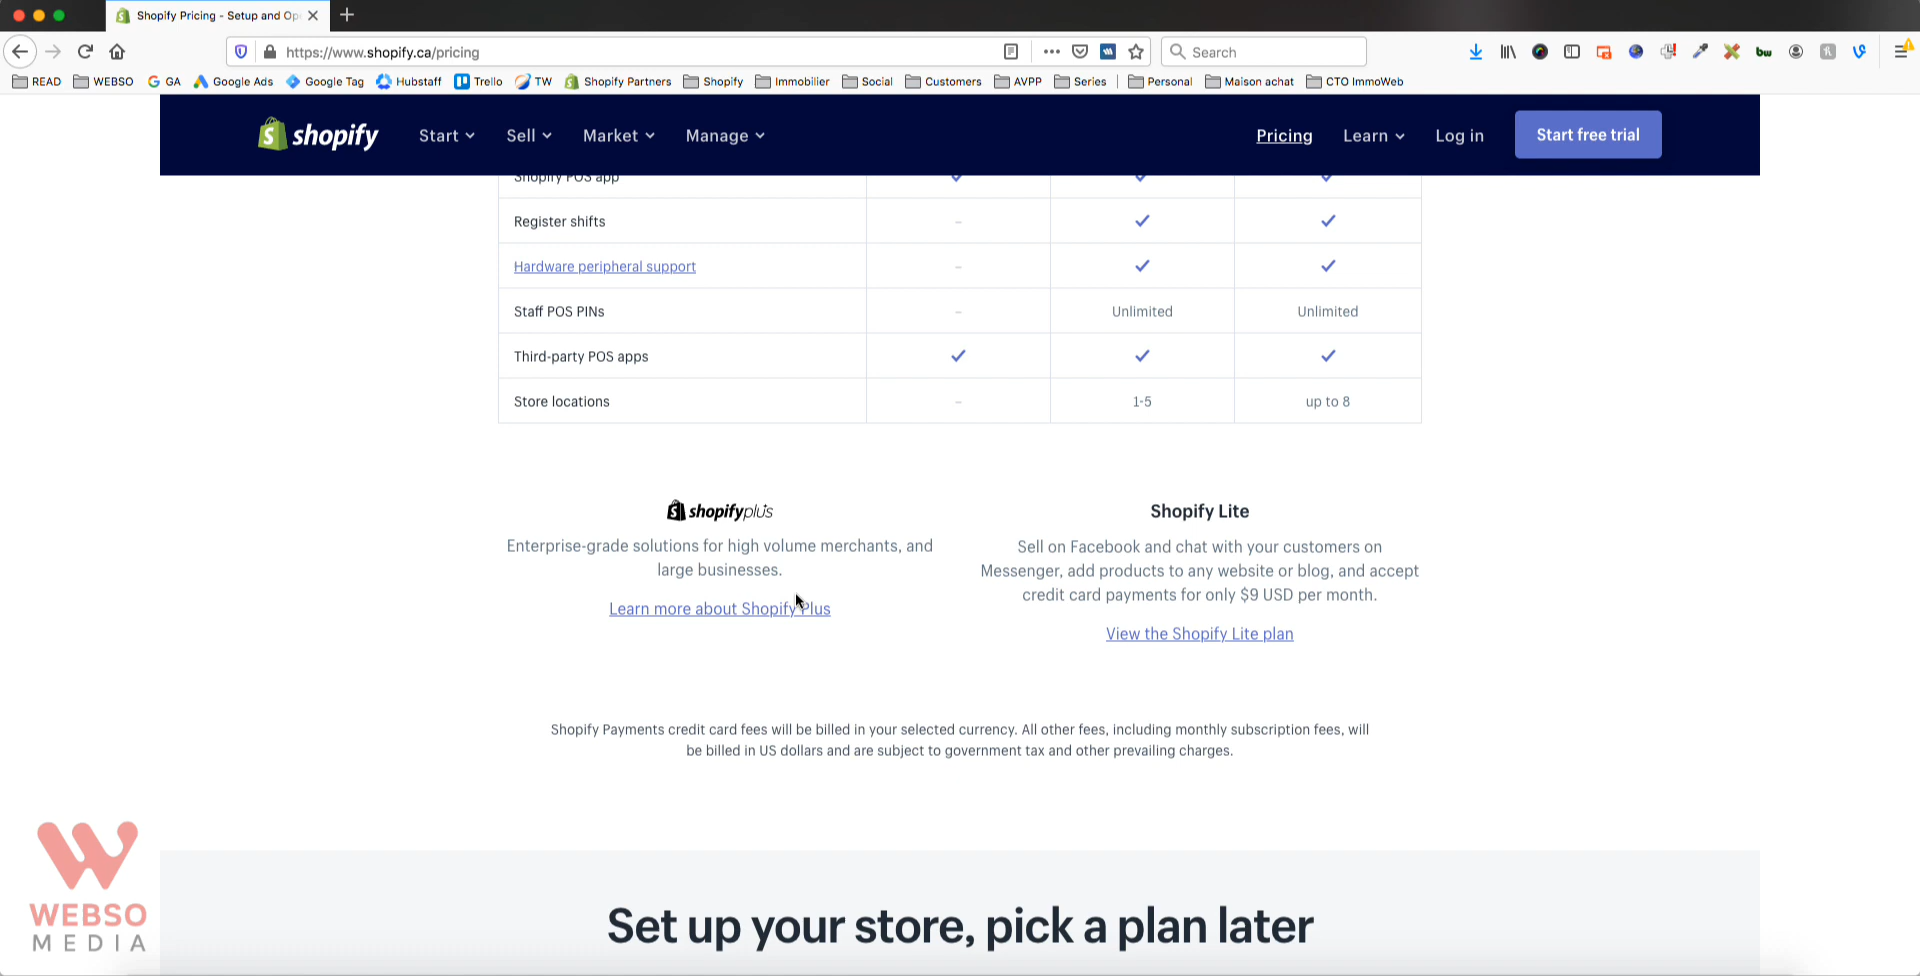 Shopify Pricing - Setup and Op
https://www.shopify.ca/pricing
Search
READ WEBSO GA Google Ads Google Tag Hubstaff Trello TW Shopify Partners Shopify Immobilier Social Customers AVPP Series Personal Maison achat CTO ImmoWeb
shopify Start Sell Market Manage Pricing Learn Log in Start free trial
Shopify POS app
Register shifts -
Hardware peripheral support -
Staff POS PINs - Unlimited Unlimited
Third-party POS apps
Store locations - 1-5 up to 8
shopifyplus
Enterprise-grade solutions for high volume merchants, and
large businesses.
Learn more about Shopify Plus
Shopify Lite
Sell on Facebook and chat with your customers on
Messenger, add products to any website or blog, and accept
credit card payments for only $9 USD per month.
View the Shopify Lite plan
Shopify Payments credit card fees will be billed in your selected currency. All other fees, including monthly subscription fees, will
be billed in US dollars and are subject to government tax and other prevailing charges.
WEBSO
MEDIA
Set up your store, pick a plan later